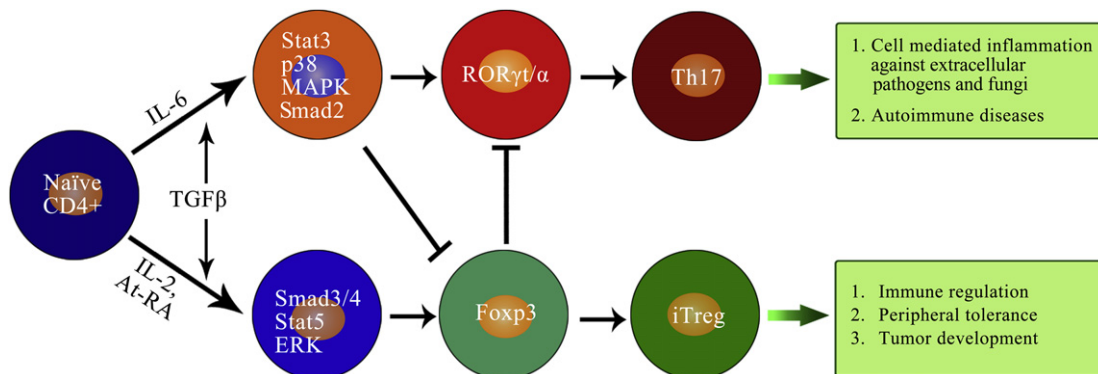 IL-6
Stat3
p38
MAPK
Smad2
RORγt/α
Th17
1. Cell mediated inflammation
against extracellular
pathogens and fungi
2. Autoimmune diseases
Naïve
CD4+
TGFβ
IL-2,
At-RA
Smad3/4
Stat5
ERK
Foxp3
iTreg
1. Immune regulation
2. Peripheral tolerance
3. Tumor development